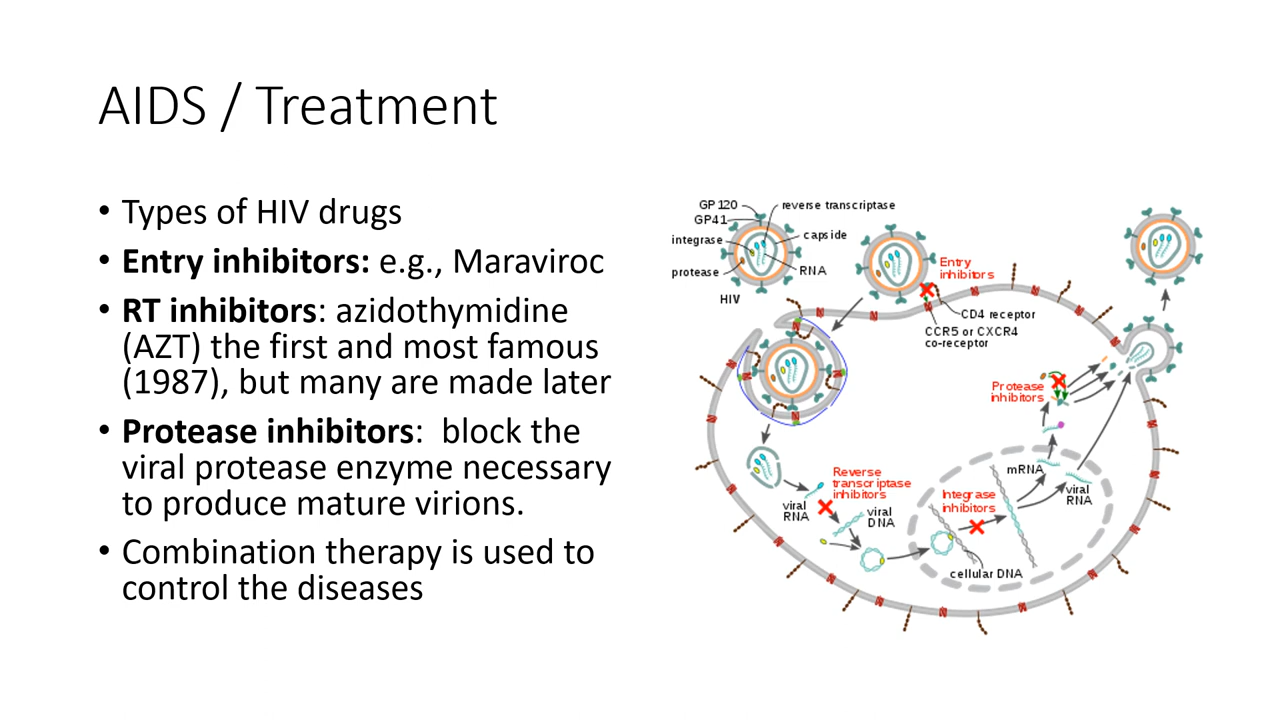 AIDS / Treatment
• Types of HIV drugs
• Entry inhibitors: e.g., Maraviroc
• RT inhibitors: azidothymidine
(AZT) the first and most famous
(1987), but many are made later
• Protease inhibitors:  block the
viral protease enzyme necessary
to produce mature virions.
• Combination therapy is used to
control the diseases
GP120
GP41
integrase
protease
HIV
reverse transcriptase
capside
RNA
Entry
inhibitors
CD4 receptor
CCR5 or CXCR4
co-receptor
Protease
inhibitors
Reverse
transcriptase
inhibitors
viral
RNA
viral
DNA
Integrase
inhibitors
mRNA
viral
RNA
cellular DNA